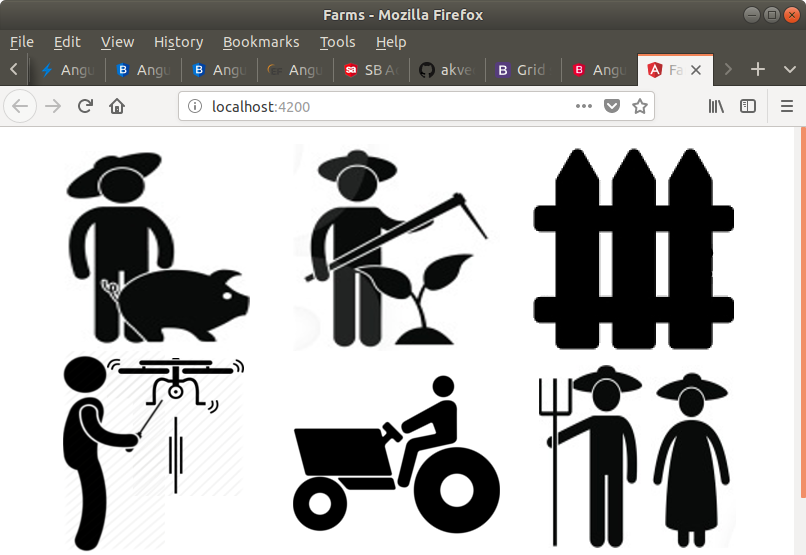 Farms - Mozilla Firefox
File Edit View History Bookmarks Tools Help
Angu Angu Angu Angu sa SB Ac akve Grid Angu Fa
localhost:4200